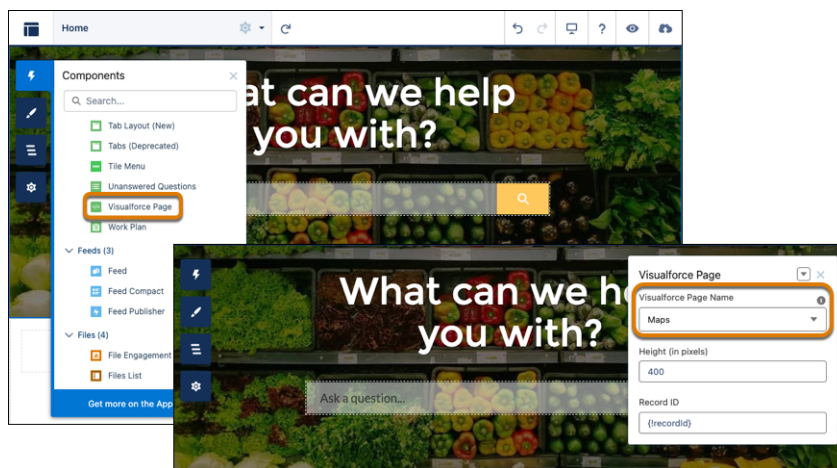 Home
?
Components
Search...
Tab Layout (New)
Tabs (Deprecated)
Tile Menu
Unanswered Questions
Visualforce Page
Work Plan
Feeds (3)
Feed
Feed Compact
Feed Publisher
Files (4)
File Engagement
Files List
Get more on the App
at can we help
you with?
What can we he
you with?
Ask a question...
Visualforce Page
Visualforce Page Name
Maps
Height (in pixels)
400
Record ID
{!recordId}